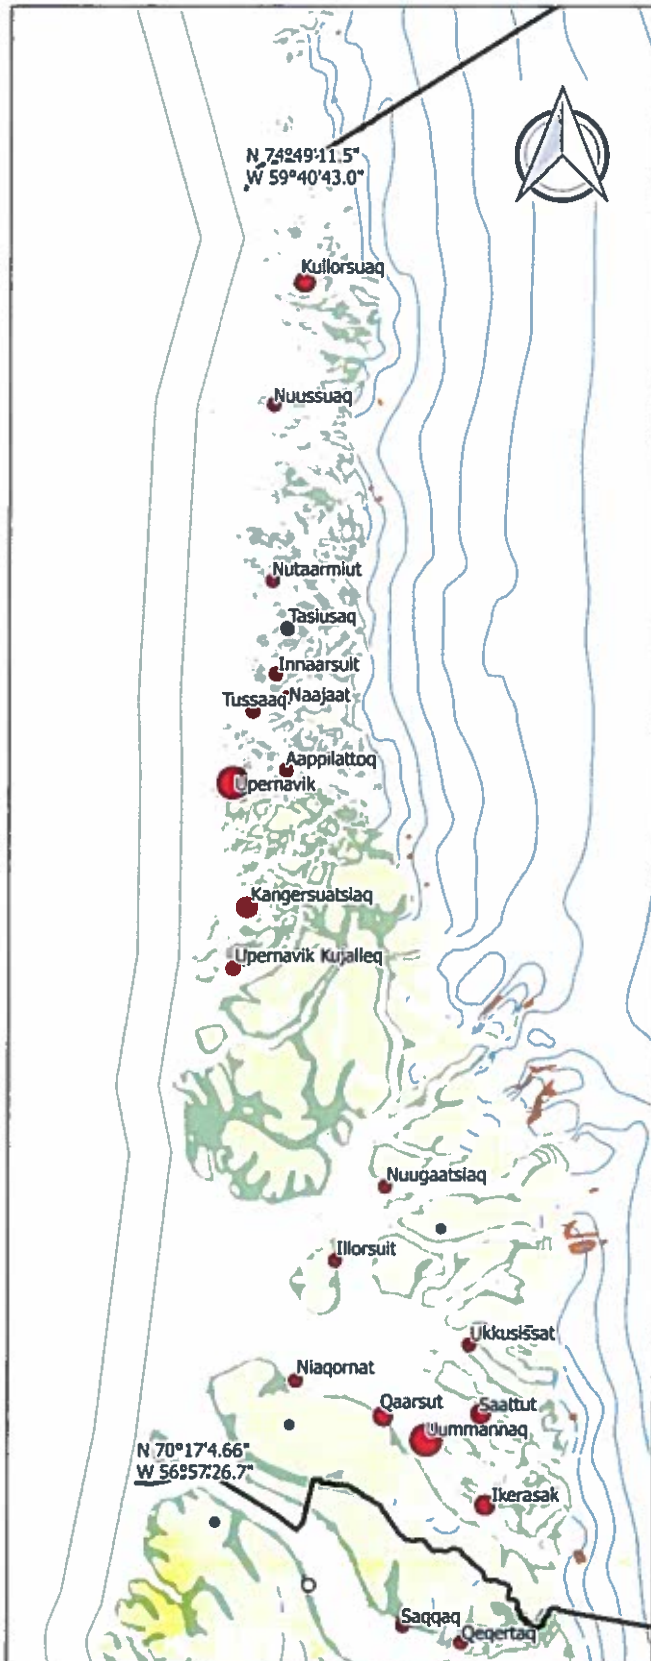 N 74°49'11.5"
W 59°40'43.0"
Kullorsuaq
Nuussuaq
Nutaarmiut
Tasiusaq
Innaarsuit
Naajaat
Tussaaq
Aappilattoq
Upernavik
Kangersuatsiaq
Upernavik Kujalleq
Nuugaatsiaq
Illorsuit
Ukkusissat
Niaqornat
Qaarsut
Saattut
Uummannaq
N 70°17'4.66"
W 56°57'26.7"
Ikerasak
Saqqaq
Qeqertaq